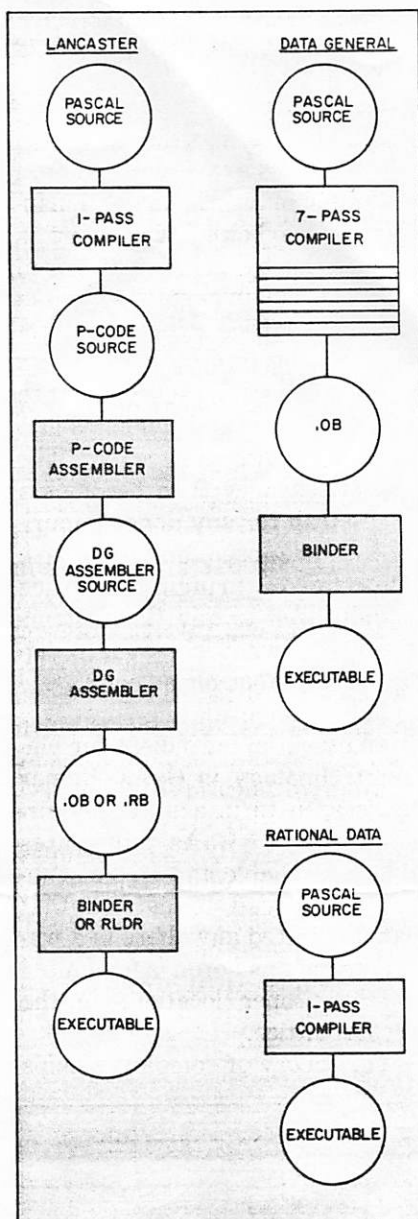 LANCASTER
PASCAL
SOURCE
1-PASS
COMPILER
P-CODE
SOURCE
P-CODE
ASSEMBLER
DG
ASSEMBLER
SOURCE
DG
ASSEMBLER
.OB OR .RB
BINDER
OR RLDR
EXECUTABLE
DATA GENERAL
PASCAL
SOURCE
7-PASS
COMPILER
.OB
BINDER
EXECUTABLE
RATIONAL DATA
PASCAL
SOURCE
1-PASS
COMPILER
EXECUTABLE